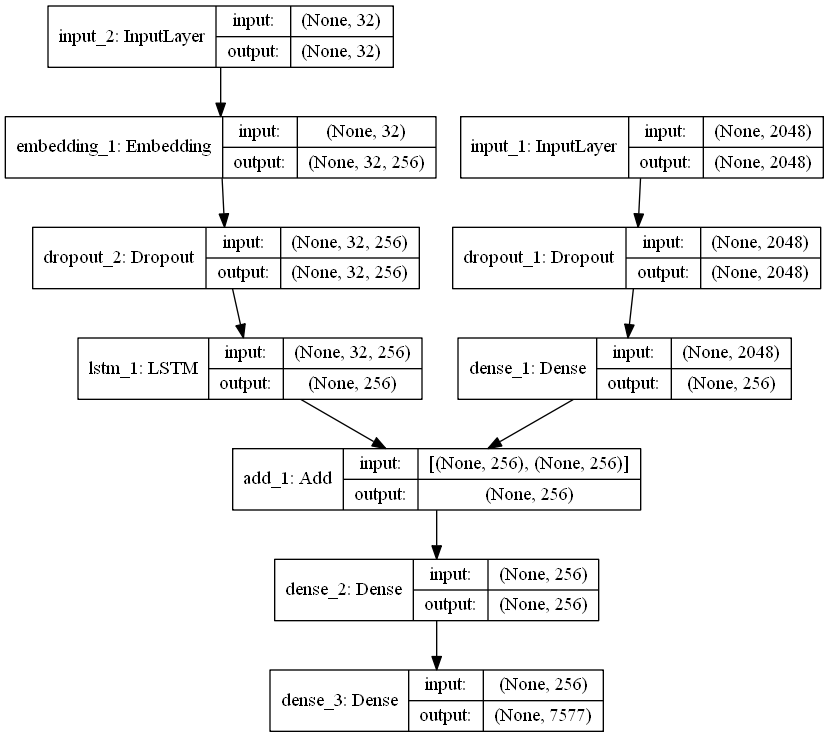 input_2: InputLayer
input: (None, 32)
output: (None, 32)
embedding_1: Embedding
input: (None, 32)
output: (None, 32, 256)
input_1: InputLayer
input: (None, 2048)
output: (None, 2048)
dropout_2: Dropout
input: (None, 32, 256)
output: (None, 32, 256)
dropout_1: Dropout
input: (None, 2048)
output: (None, 2048)
lstm_1: LSTM
input: (None, 32, 256)
output: (None, 256)
dense_1: Dense
input: (None, 2048)
output: (None, 256)
add_1: Add
input: [(None, 256), (None, 256)]
output: (None, 256)
dense_2: Dense
input: (None, 256)
output: (None, 256)
dense_3: Dense
input: (None, 256)
output: (None, 7577)